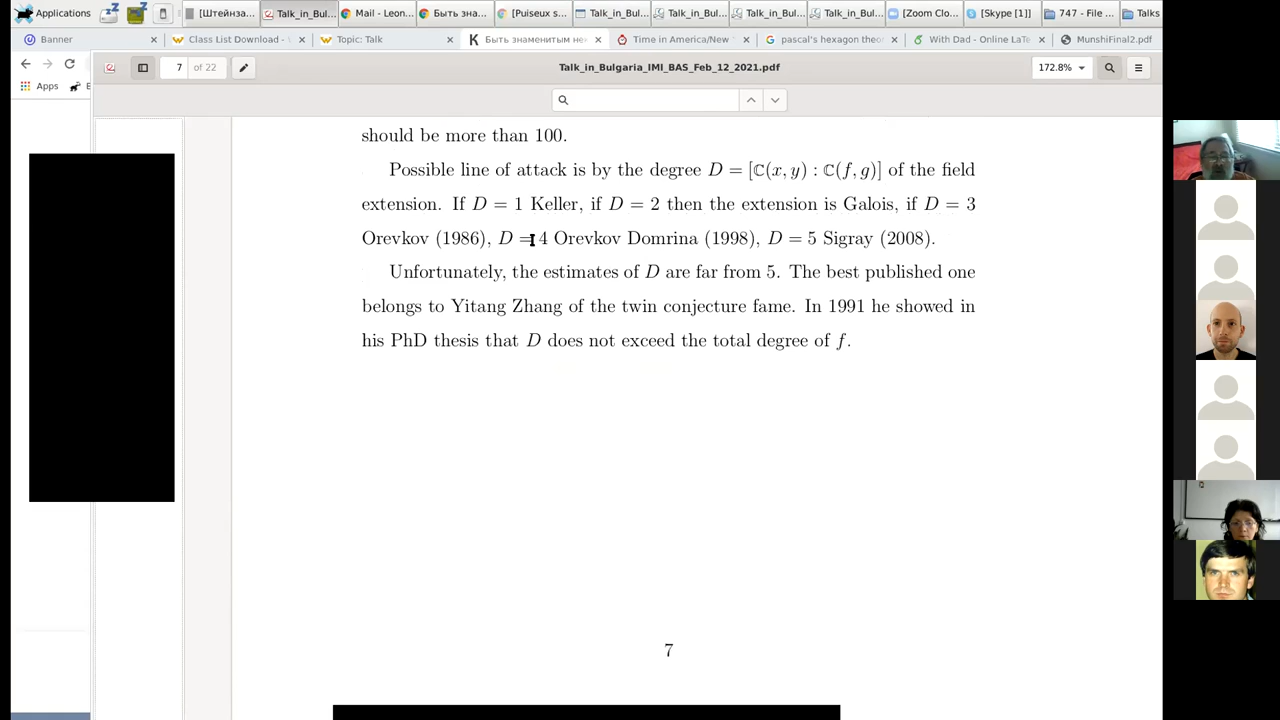 Applications
[Штейнза...
Talk_in_Bul...
Mail - Leon...
Быть зна...
[Puiseux s...
Talk_in_Bul...
Talk_in_Bul...
Talk_in_Bul...
Talk_in_Bul...
[Zoom Clo...
[Skype [1]]
747 - File ...
Talks
Banner
Class List Download -
Topic: Talk
Быть знаменитым не
Time in America/New
pascal's hexagon the
With Dad - Online LaTe
MunshiFinal2.pdf
7 of 22
Talk_in_Bulgaria_IMI_BAS_Feb_12_2021.pdf
172.8%
Apps
should be more than 100.
Possible line of attack is by the degree D = [ℂ(x, y) : ℂ(f, g)] of the field
extension. If D = 1 Keller, if D = 2 then the extension is Galois, if D = 3
Orevkov (1986), D = 4 Orevkov Domrina (1998), D = 5 Sigray (2008).
Unfortunately, the estimates of D are far from 5. The best published one
belongs to Yitang Zhang of the twin conjecture fame. In 1991 he showed in
his PhD thesis that D does not exceed the total degree of f.
7